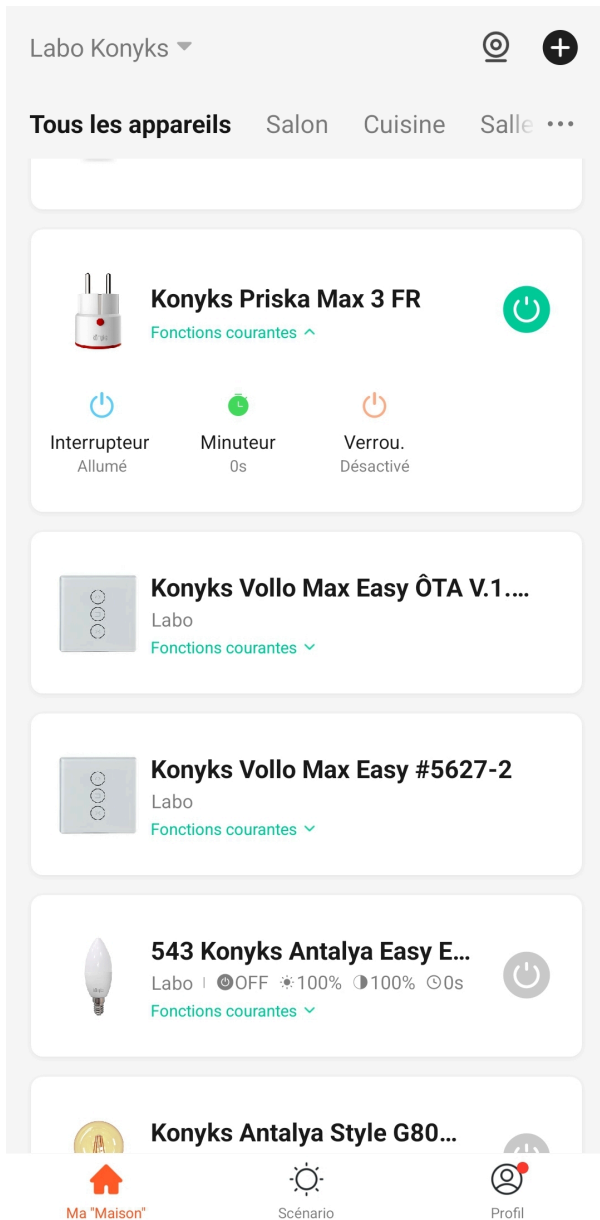 Labo Konyks
Tous les appareils Salon Cuisine Salle
Konyks Priska Max 3 FR
Fonctions courantes
Interrupteur Minuteur Verrou.
Allumé 0s Désactivé
Konyks Vollo Max Easy ÔTA V.1....
Labo
Fonctions courantes
Konyks Vollo Max Easy #5627-2
Labo
Fonctions courantes
543 Konyks Antalya Easy E...
Labo OFF 100% 100% 0s
Fonctions courantes
Konyks Antalya Style G80...
Ma "Maison" Scénario Profil